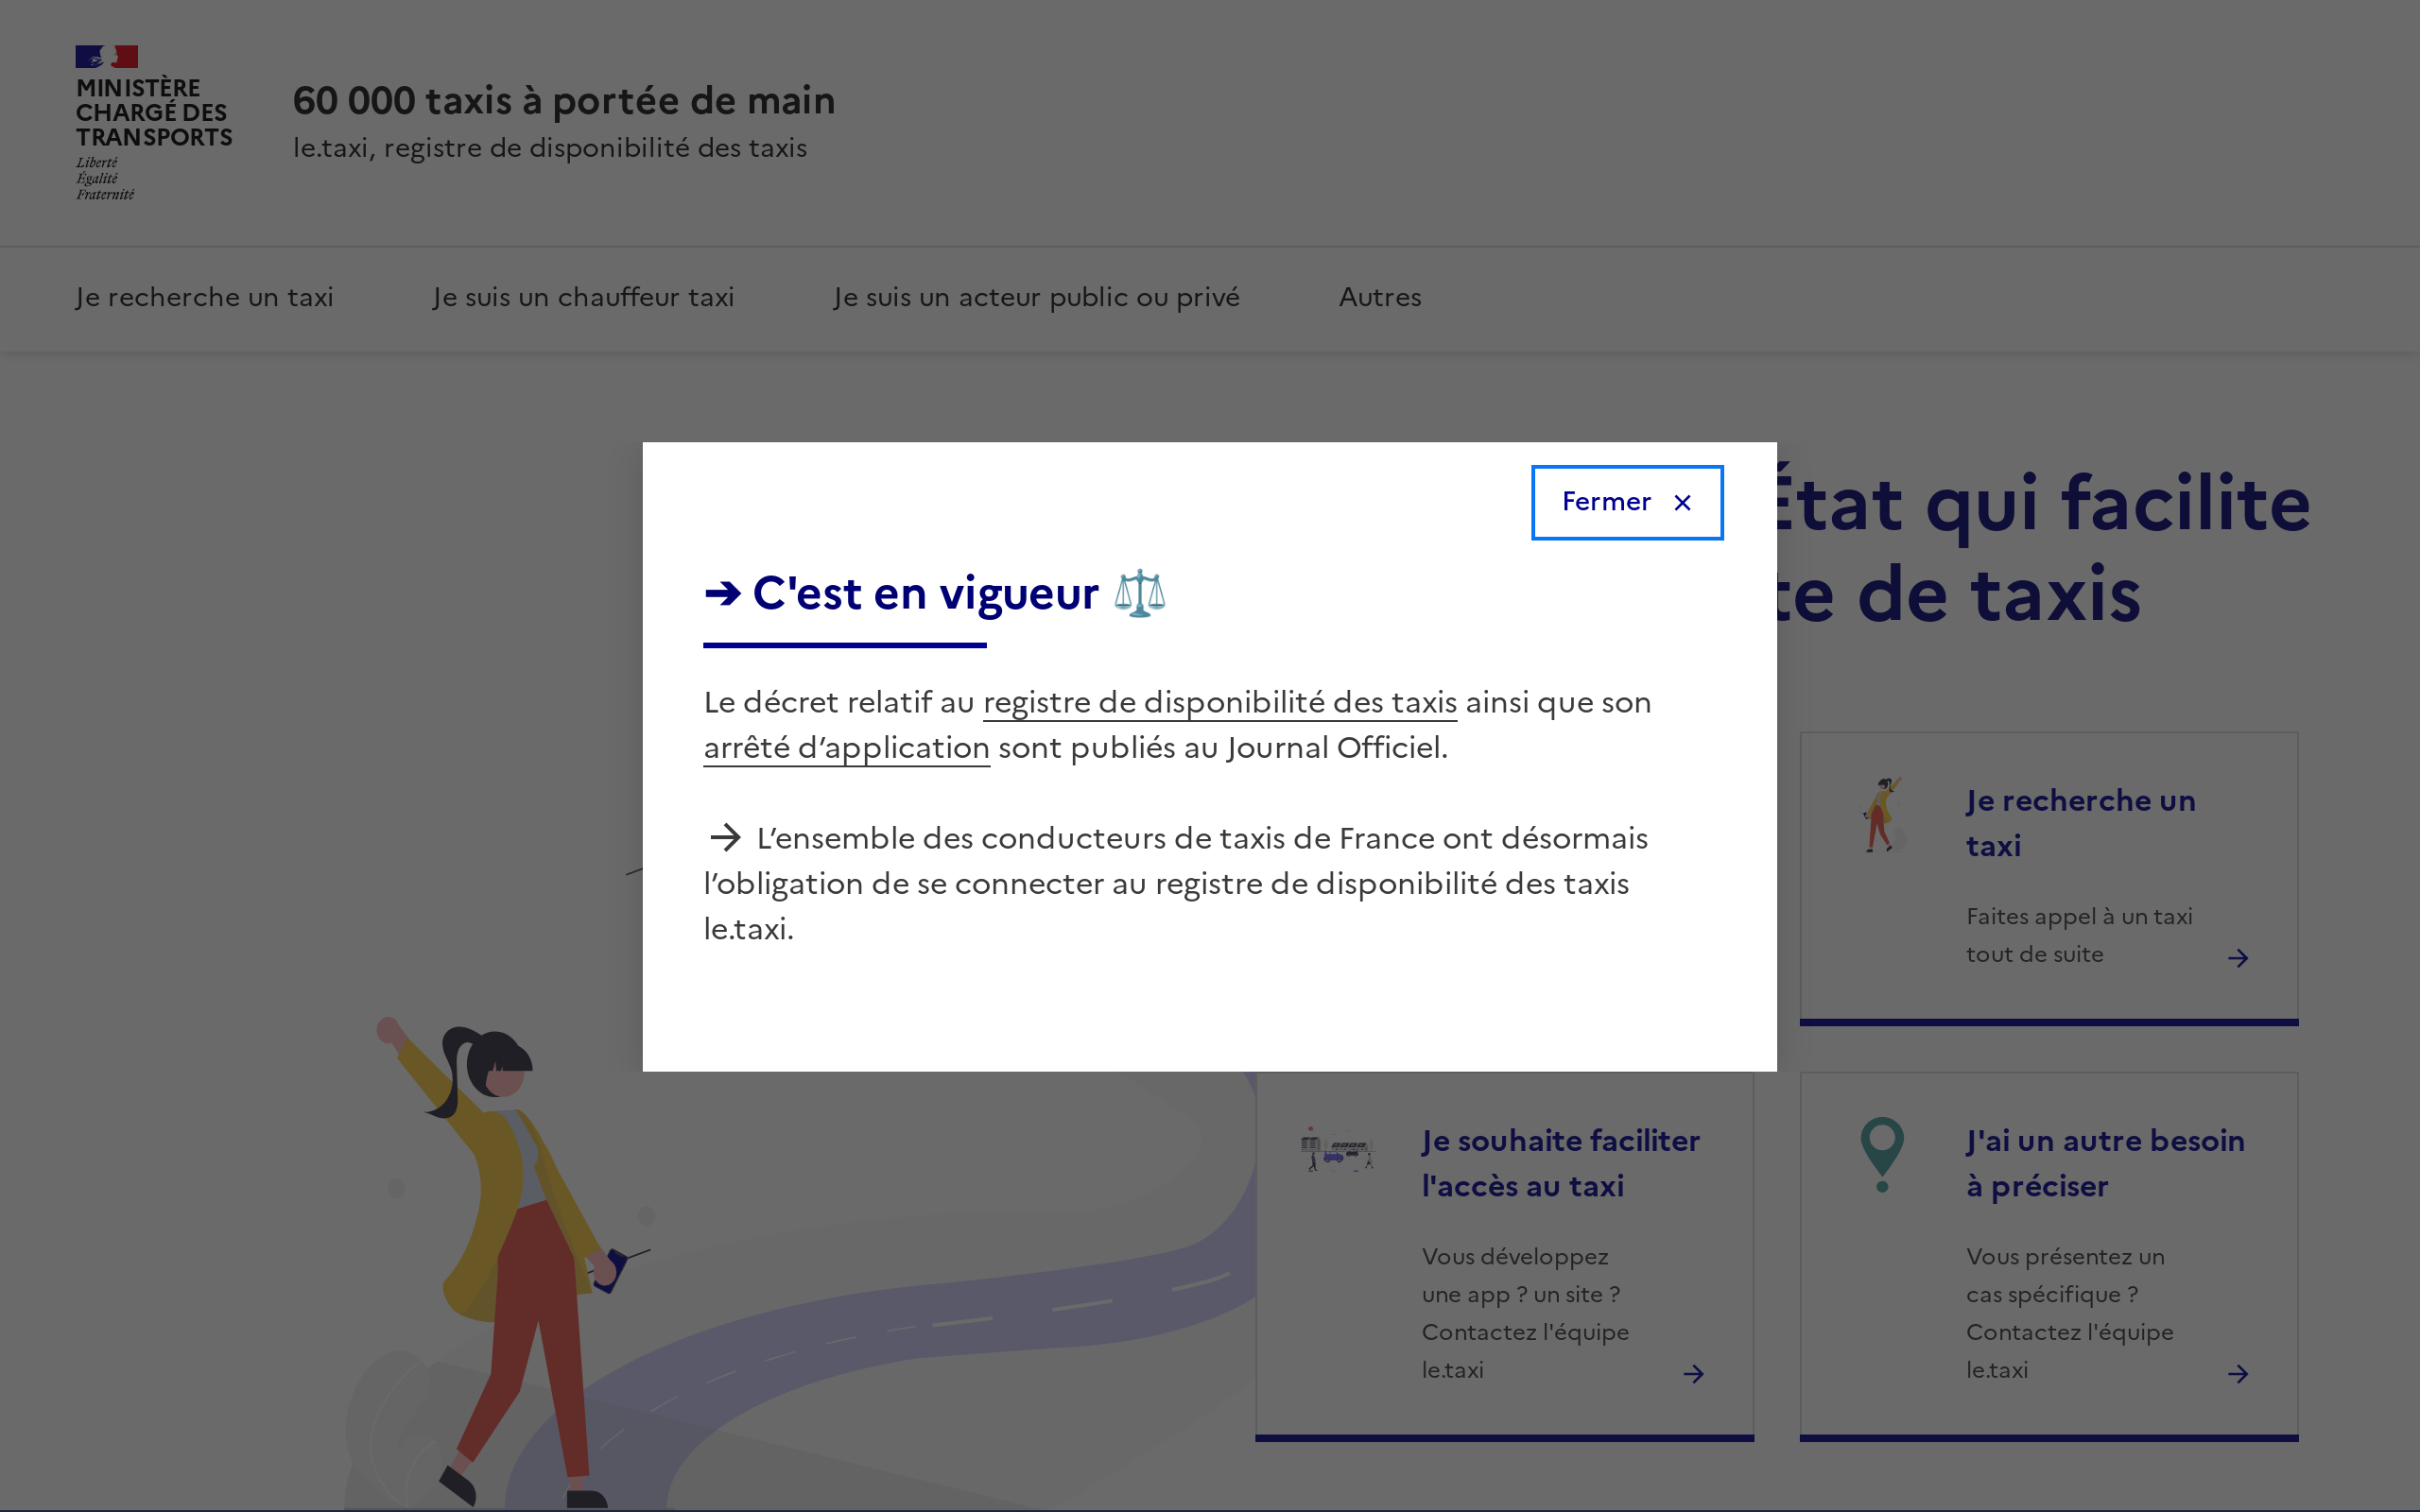 MINISTÈRE
CHARGÉ DES
TRANSPORTS
Liberté
Égalité
Fraternité
60 000 taxis à portée de main
le.taxi, registre de disponibilité des taxis
Je recherche un taxi
Je suis un chauffeur taxi
Je suis un acteur public ou privé
Autres
État qui facilite
te de taxis
Fermer ×
➔ C'est en vigueur ⚖️
Le décret relatif au registre de disponibilité des taxis ainsi que son
arrêté d’application sont publiés au Journal Officiel.
→ L’ensemble des conducteurs de taxis de France ont désormais
l’obligation de se connecter au registre de disponibilité des taxis
le.taxi.
Je recherche un
taxi
Faites appel à un taxi
tout de suite
Je souhaite faciliter
l'accès au taxi
Vous développez
une app ? un site ?
Contactez l'équipe
le.taxi
J'ai un autre besoin
à préciser
Vous présentez un
cas spécifique ?
Contactez l'équipe
le.taxi